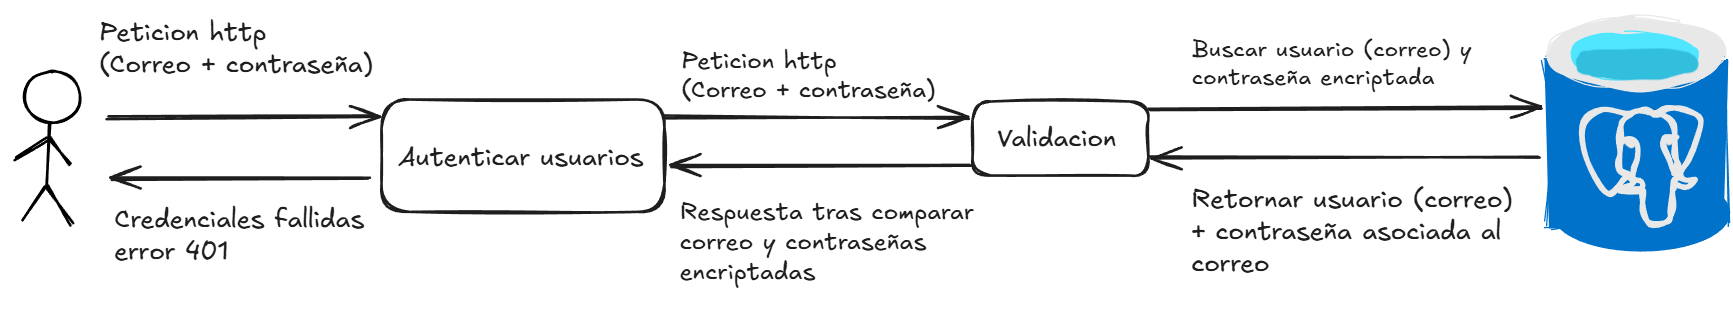 Peticion http
(Correo + contraseña)
Autenticar usuarios
Credenciales fallidas
error 401
Peticion http
(Correo + contraseña)
Respuesta tras comparar
correo y contraseñas
encriptadas
Validacion
Buscar usuario (correo) y
contraseña encriptada
Retornar usuario (correo)
+ contraseña asociada al
correo